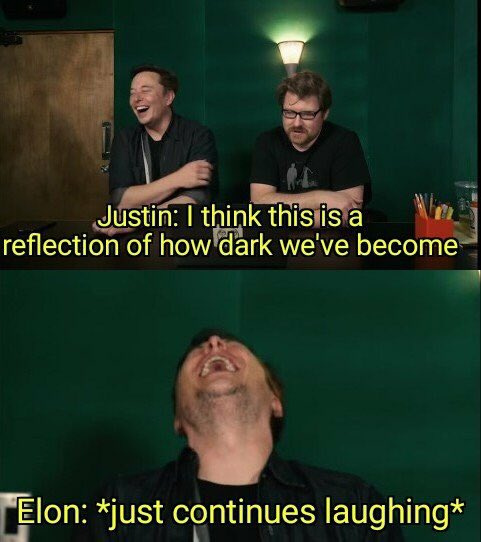 Justin: I think this is a
reflection of how dark we've become
Elon: *just continues laughing*